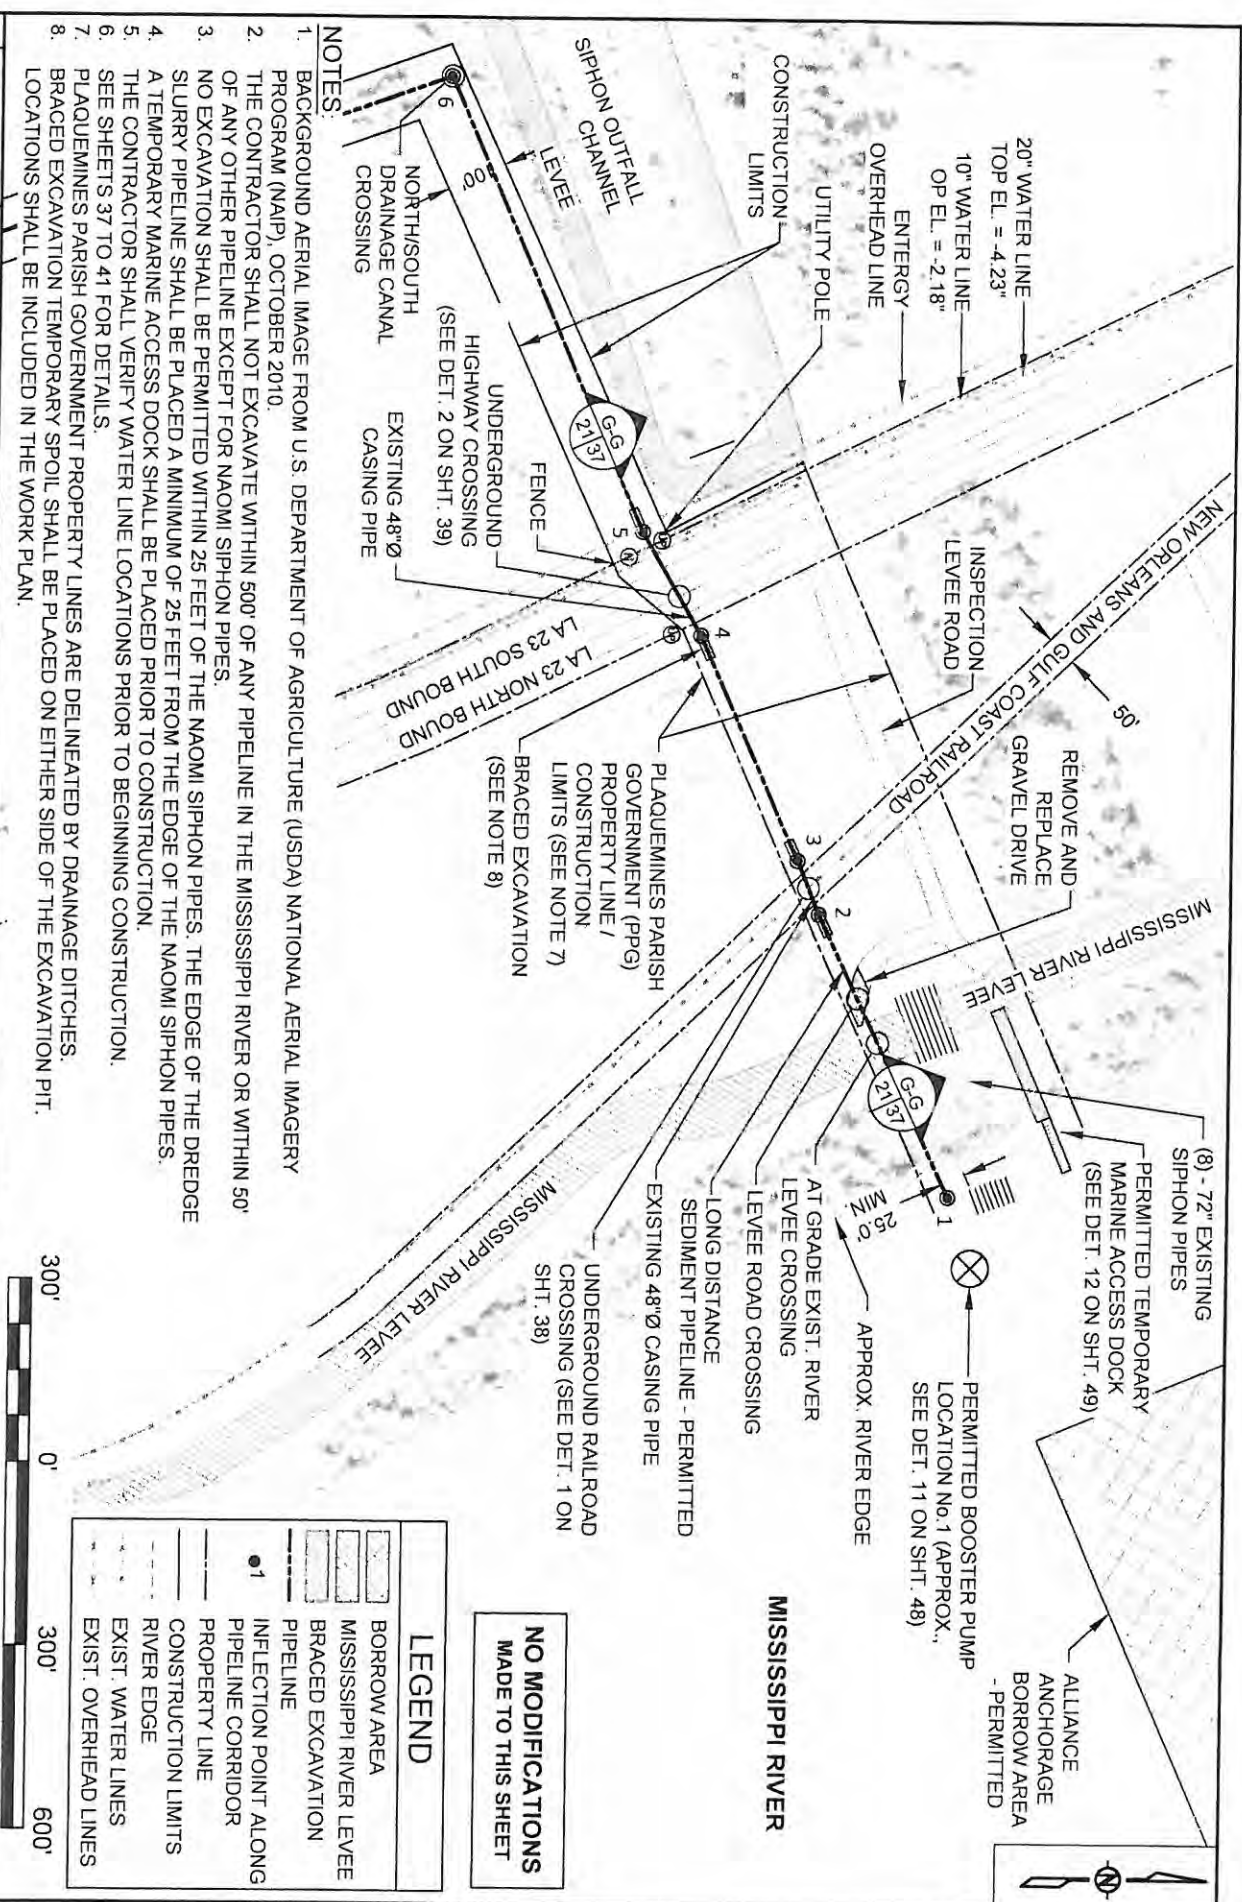 20" WATER LINE
TOP EL. = -4.23"
10" WATER LINE
OP EL. = -2.18"
ENTERGY
OVERHEAD LINE
UTILITY POLE
CONSTRUCTION
LIMITS
SIPHON OUTFALL
CHANNEL
LEVEE
6
00'
NORTH/SOUTH
DRAINAGE CANAL
CROSSING
G-G
21 37
5
N
UP
UP
4
FENCE
UNDERGROUND
HIGHWAY CROSSING
(SEE DET. 2 ON SHT. 39)
EXISTING 48"Ø
CASING PIPE
LA 23 SOUTH BOUND
LA 23 NORTH BOUND
INSPECTION
LEVEE ROAD
NEW ORLEANS AND GULF COAST RAILROAD
50'
REMOVE AND
REPLACE
GRAVEL DRIVE
MISSISSIPPI RIVER LEVEE
3
2
PLAQUEMINES PARISH
GOVERNMENT (PPG)
PROPERTY LINE /
CONSTRUCTION
LIMITS (SEE NOTE 7)
BRACED EXCAVATION
(SEE NOTE 8)
G-G
21 37
1
25.0'
MIN.
(8) - 72" EXISTING
SIPHON PIPES
PERMITTED TEMPORARY
MARINE ACCESS DOCK
(SEE DET. 12 ON SHT. 49)
PERMITTED BOOSTER PUMP
LOCATION No.1 (APPROX.,
SEE DET. 11 ON SHT. 48)
APPROX. RIVER EDGE
AT GRADE EXIST. RIVER
LEVEE CROSSING
LEVEE ROAD CROSSING
LONG DISTANCE
SEDIMENT PIPELINE - PERMITTED
EXISTING 48"Ø CASING PIPE
UNDERGROUND RAILROAD
CROSSING (SEE DET. 1 ON
SHT. 38)
MISSISSIPPI RIVER LEVEE
ALLIANCE
ANCHORAGE
BORROW AREA
- PERMITTED
N
MISSISSIPPI RIVER
NO MODIFICATIONS
MADE TO THIS SHEET
LEGEND
BORROW AREA
MISSISSIPPI RIVER LEVEE
BRACED EXCAVATION
PIPELINE
1 INFLECTION POINT ALONG
PIPELINE CORRIDOR
PROPERTY LINE
CONSTRUCTION LIMITS
RIVER EDGE
EXIST. WATER LINES
EXIST. OVERHEAD LINES
NOTES:
1. BACKGROUND AERIAL IMAGE FROM U.S. DEPARTMENT OF AGRICULTURE (USDA) NATIONAL AERIAL IMAGERY
PROGRAM (NAIP), OCTOBER 2010.
2. THE CONTRACTOR SHALL NOT EXCAVATE WITHIN 500' OF ANY PIPELINE IN THE MISSISSIPPI RIVER OR WITHIN 50'
OF ANY OTHER PIPELINE EXCEPT FOR NAOMI SIPHON PIPES.
3. NO EXCAVATION SHALL BE PERMITTED WITHIN 25 FEET OF THE NAOMI SIPHON PIPES. THE EDGE OF THE DREDGE
SLURRY PIPELINE SHALL BE PLACED A MINIMUM OF 25 FEET FROM THE EDGE OF THE NAOMI SIPHON PIPES.
4. A TEMPORARY MARINE ACCESS DOCK SHALL BE PLACED PRIOR TO CONSTRUCTION.
5. THE CONTRACTOR SHALL VERIFY WATER LINE LOCATIONS PRIOR TO BEGINNING CONSTRUCTION.
6. SEE SHEETS 37 TO 41 FOR DETAILS.
7. PLAQUEMINES PARISH GOVERNMENT PROPERTY LINES ARE DELINEATED BY DRAINAGE DITCHES.
8. BRACED EXCAVATION TEMPORARY SPOIL SHALL BE PLACED ON EITHER SIDE OF THE EXCAVATION PIT.
LOCATIONS SHALL BE INCLUDED IN THE WORK PLAN.
300' 0' 300' 600'